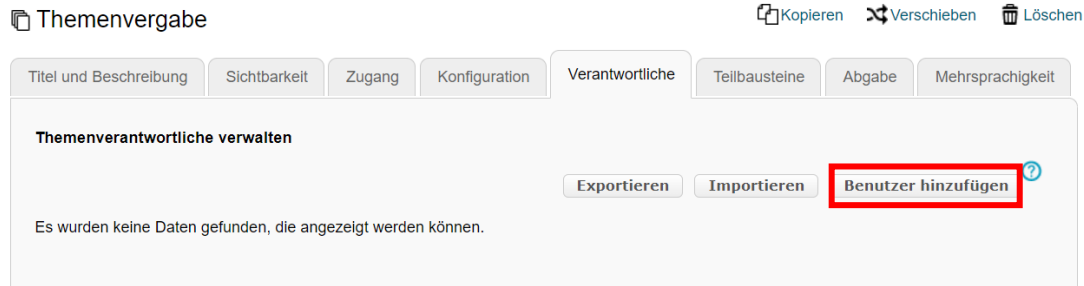 Themenvergabe
Kopieren Verschieben Löschen
Titel und Beschreibung Sichtbarkeit Zugang Konfiguration Verantwortliche Teilbausteine Abgabe Mehrsprachigkeit
Themenverantwortliche verwalten
Exportieren Importieren Benutzer hinzufügen ?
Es wurden keine Daten gefunden, die angezeigt werden können.